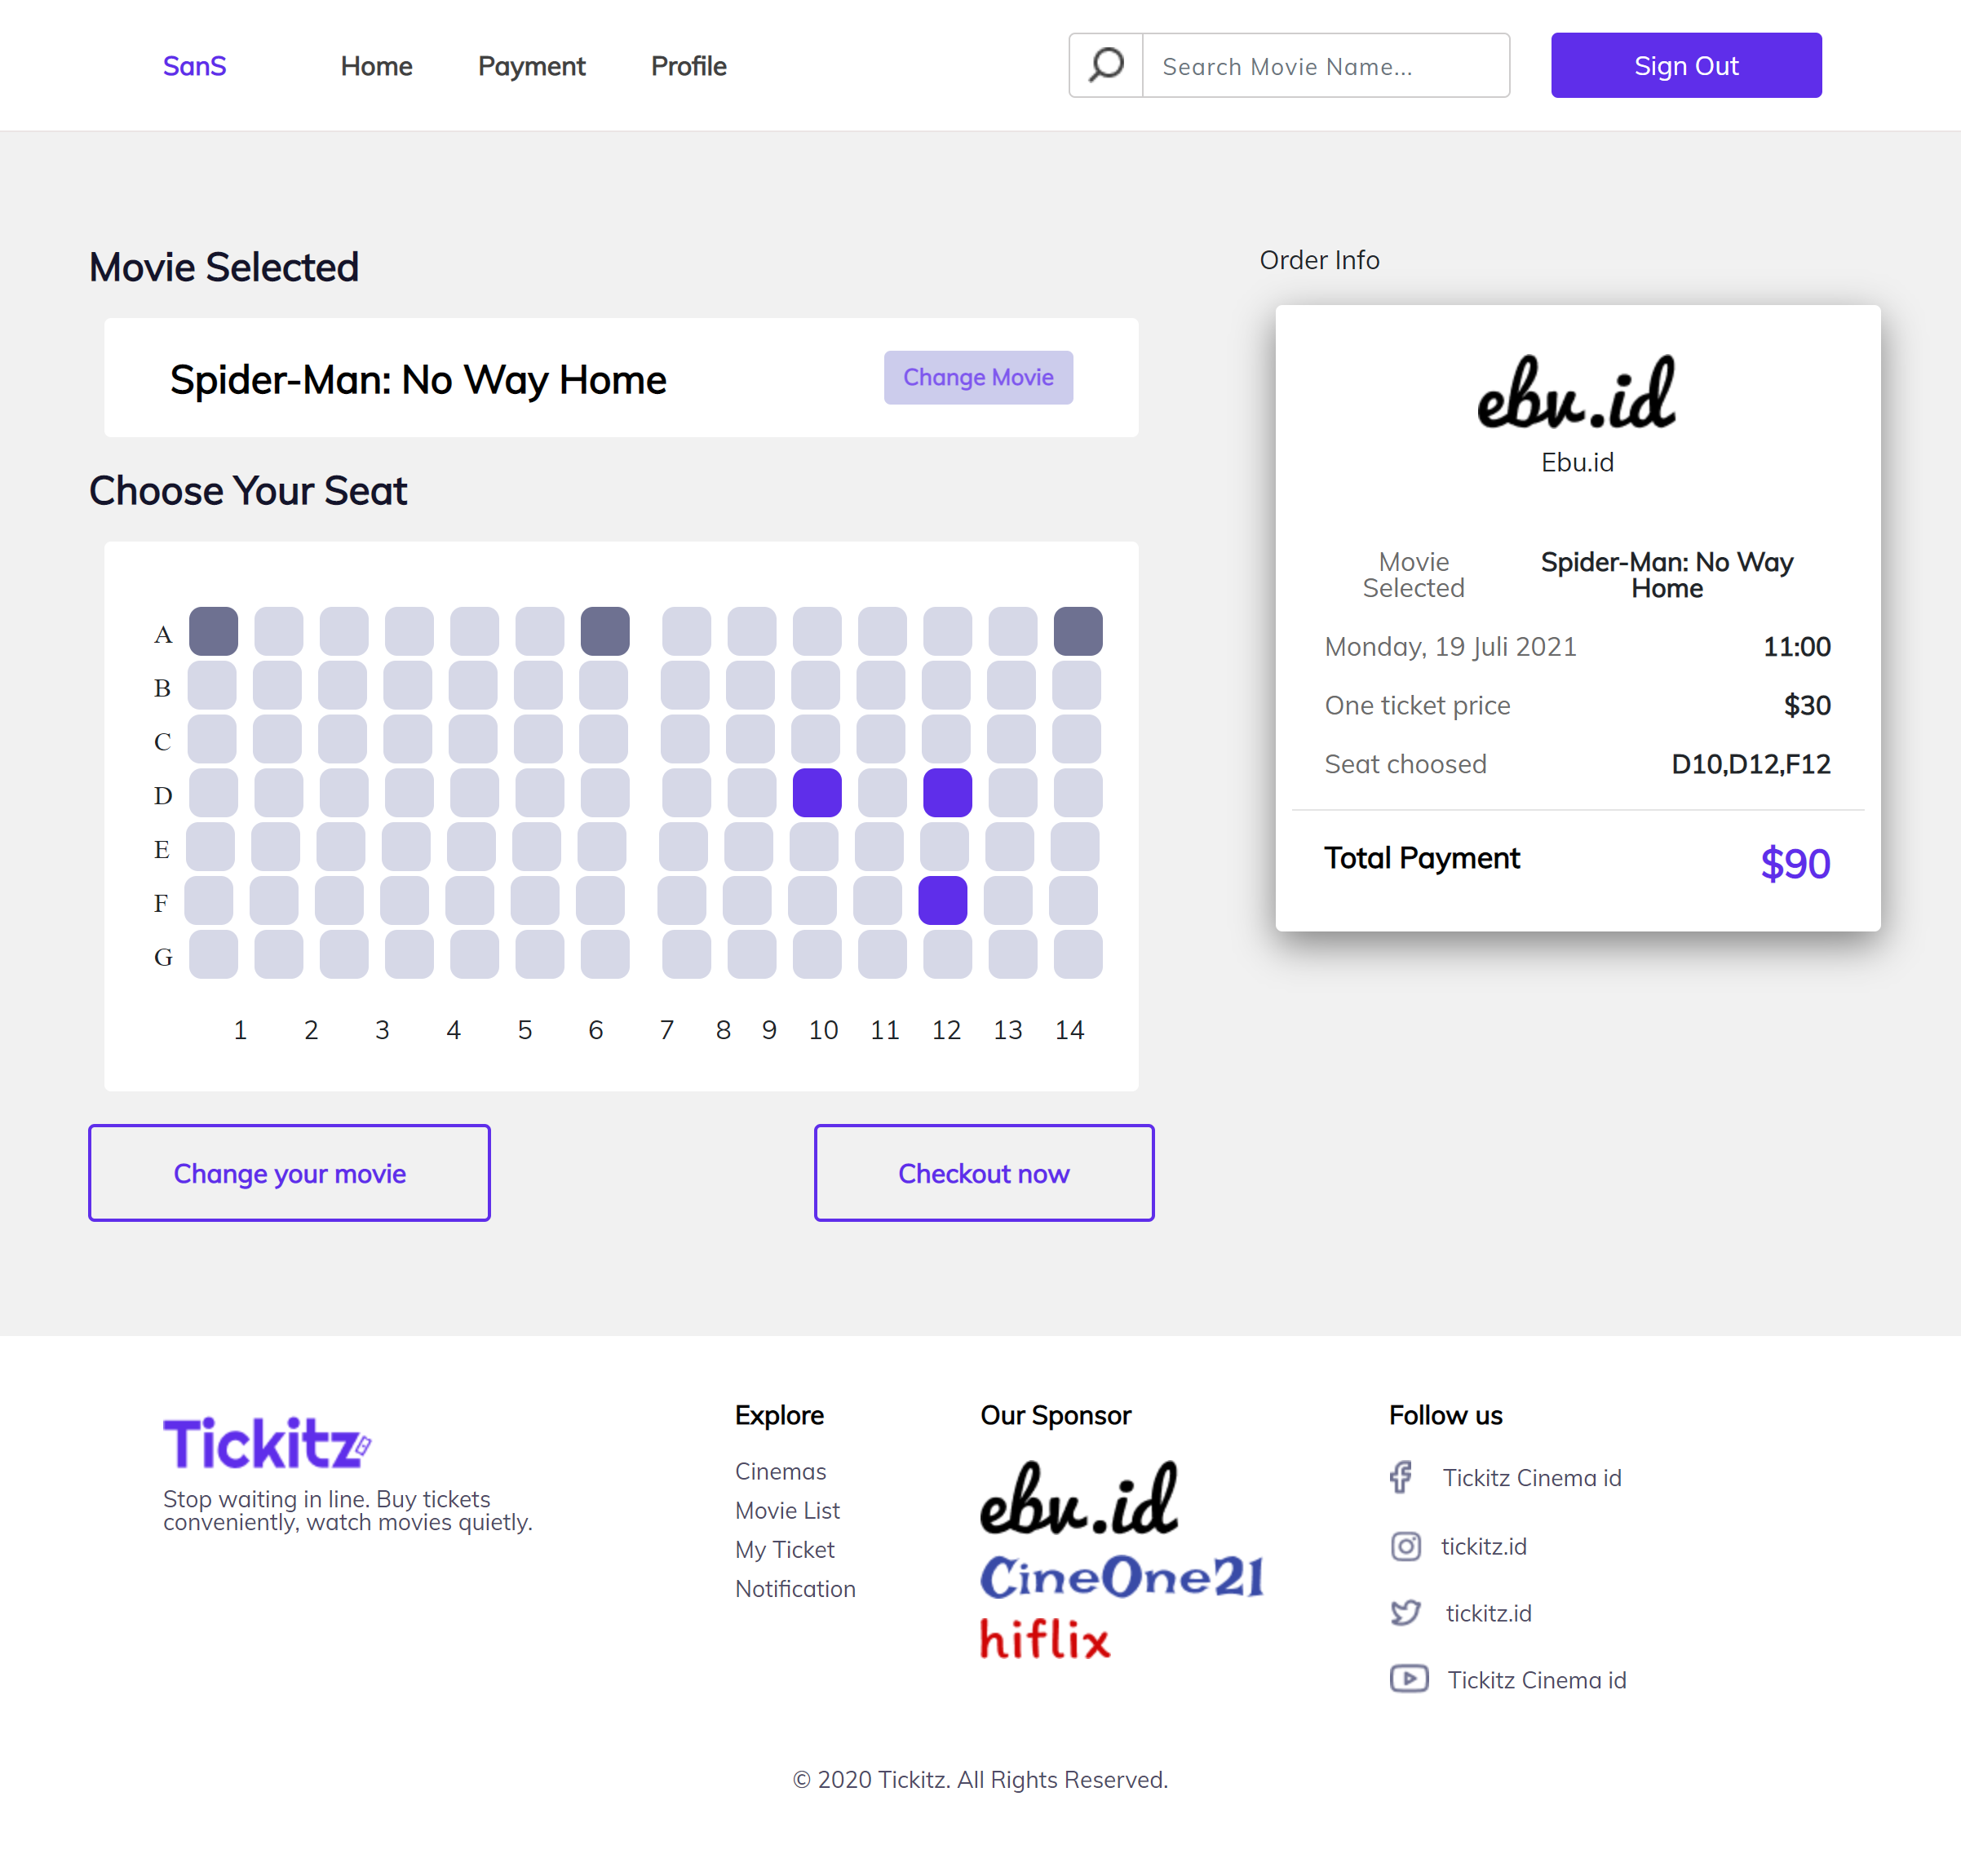 SanS
Home
Payment
Profile
Search Movie Name...
Sign Out
Movie Selected
Spider-Man: No Way Home
Change Movie
Choose Your Seat
A
B
C
D
E
F
G
1 2 3 4 5 6 7 8 9 10 11 12 13 14
Change your movie
Checkout now
Order Info
ebv.id
Ebu.id
Movie
Selected
Spider-Man: No Way
Home
Monday, 19 Juli 2021
11:00
One ticket price
$30
Seat choosed
D10,D12,F12
Total Payment
$90
Tickitz
Stop waiting in line. Buy tickets
conveniently, watch movies quietly.
Explore
Cinemas
Movie List
My Ticket
Notification
Our Sponsor
ebv.id
CineOne21
hiflix
Follow us
Tickitz Cinema id
tickitz.id
tickitz.id
Tickitz Cinema id
© 2020 Tickitz. All Rights Reserved.